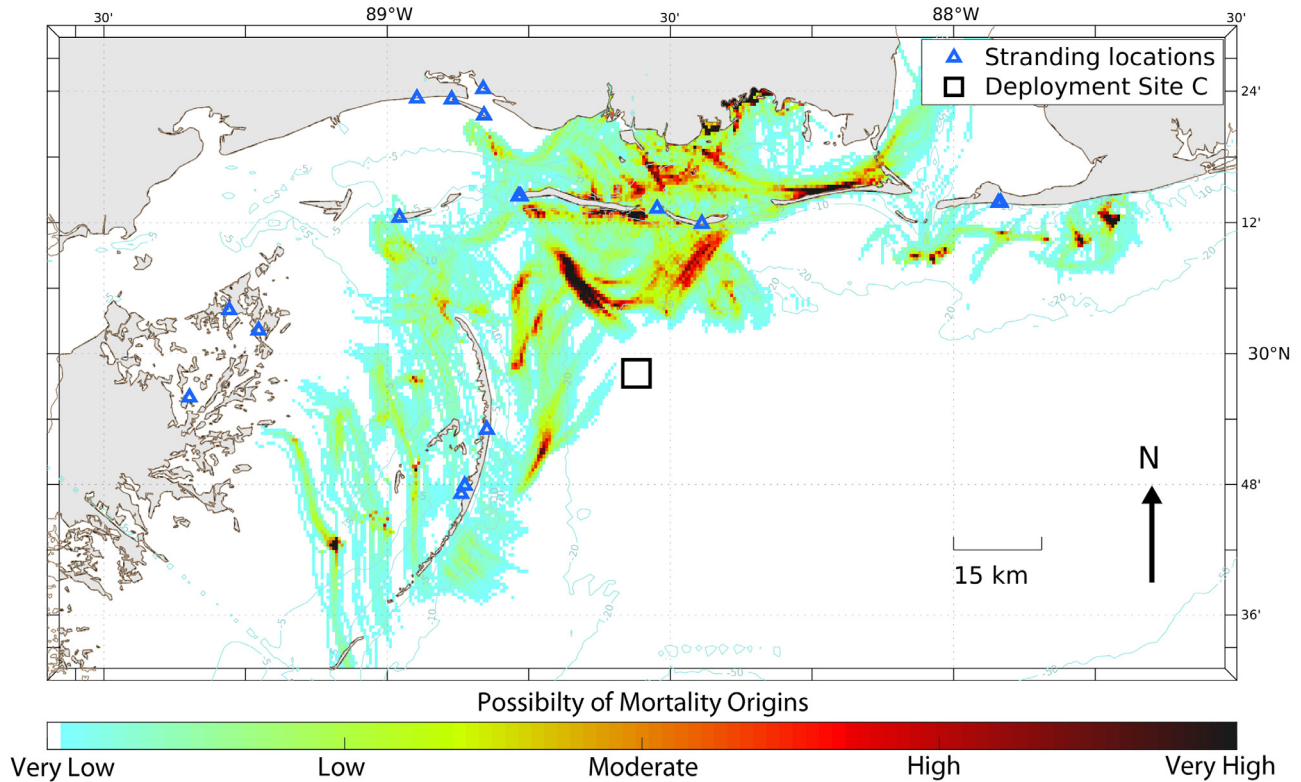 30' 89°W 30' 88°W 30'
Stranding locations
Deployment Site C
24'
12'
30°N
48'
36'
N
15 km
Possibilty of Mortality Origins
Very Low Low Moderate High Very High